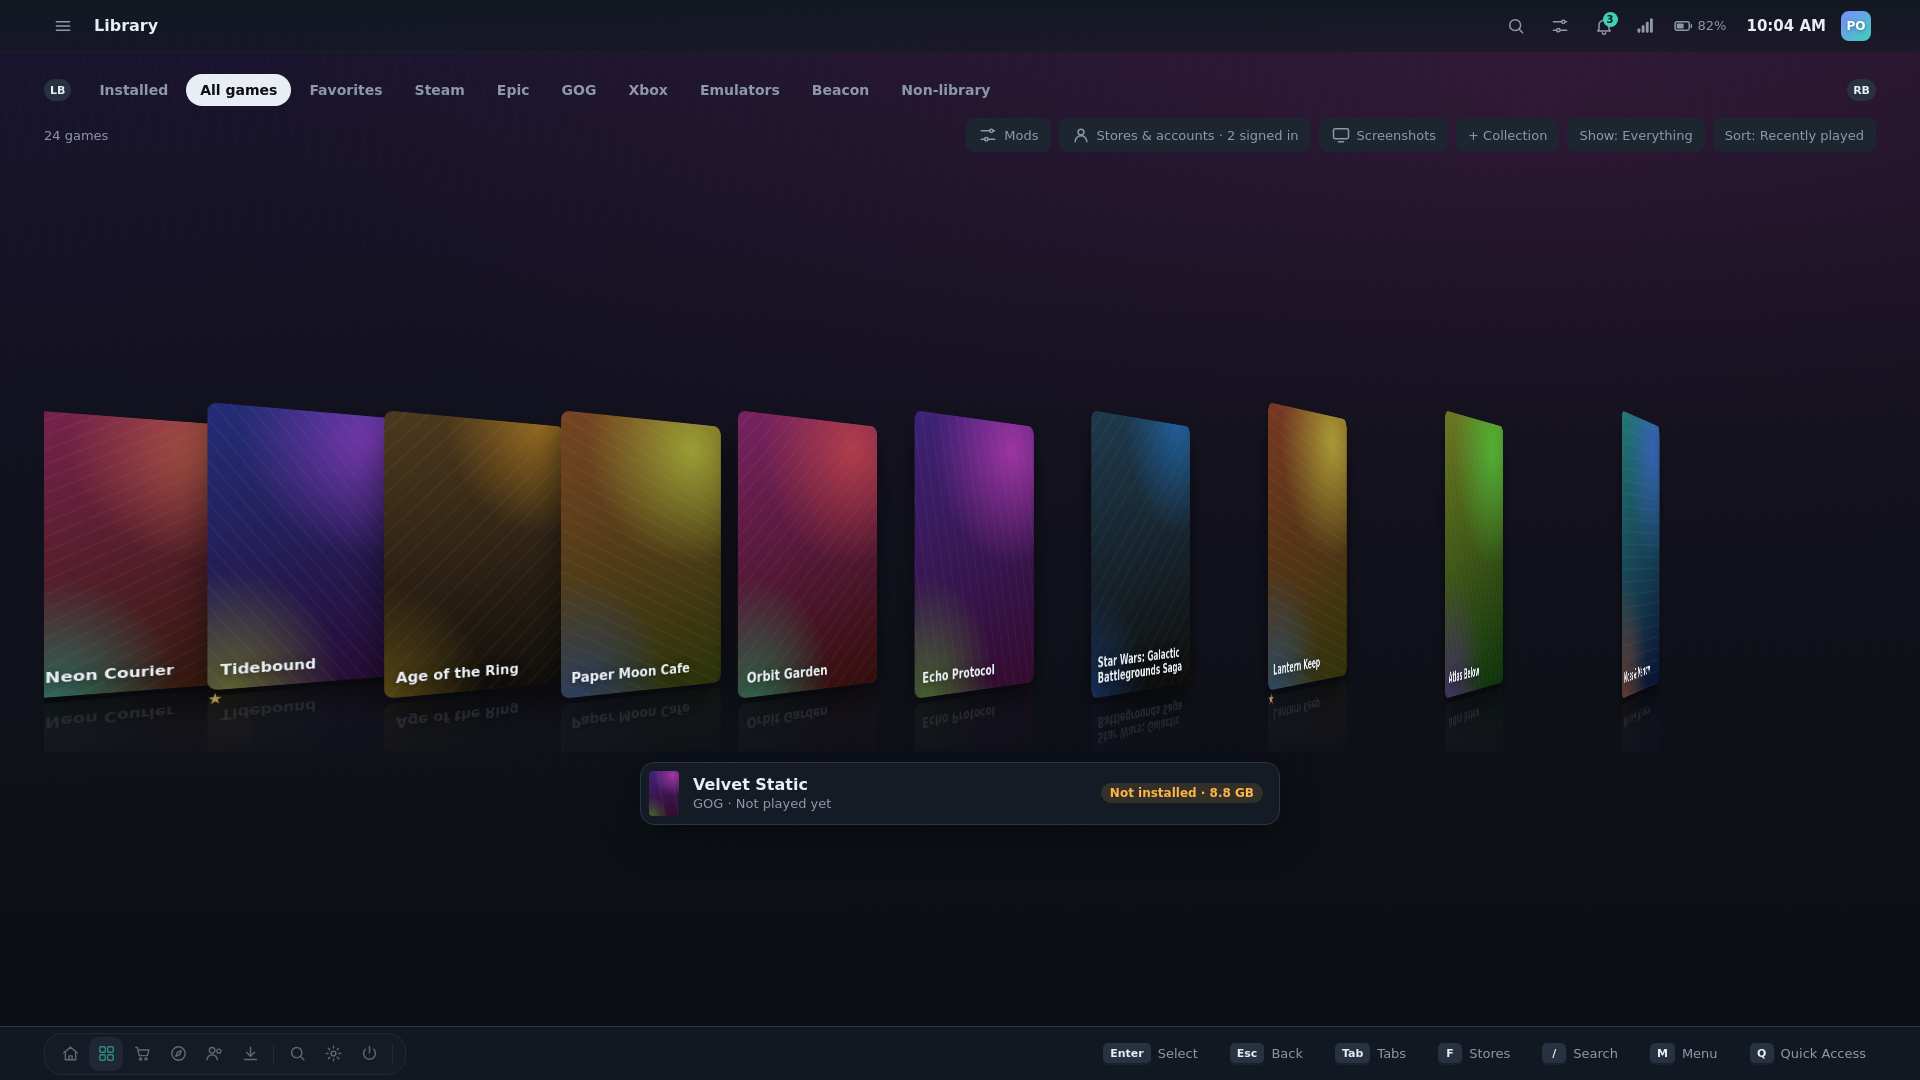 Library
3
82%
10:04 AM
PO
LB
Installed
All games
Favorites
Steam
Epic
GOG
Xbox
Emulators
Beacon
Non-library
RB
24 games
Mods
Stores & accounts · 2 signed in
Screenshots
+ Collection
Show: Everything
Sort: Recently played
Neon Courier
Tidebound
Age of the Ring
Paper Moon Cafe
Orbit Garden
Echo Protocol
Star Wars: Galactic
Battlegrounds Saga
Lantern Keep
Atlas Below
Velvet Static
GOG · Not played yet
Not installed · 8.8 GB
Enter Select
Esc Back
Tab Tabs
F Stores
/ Search
M Menu
Q Quick Access